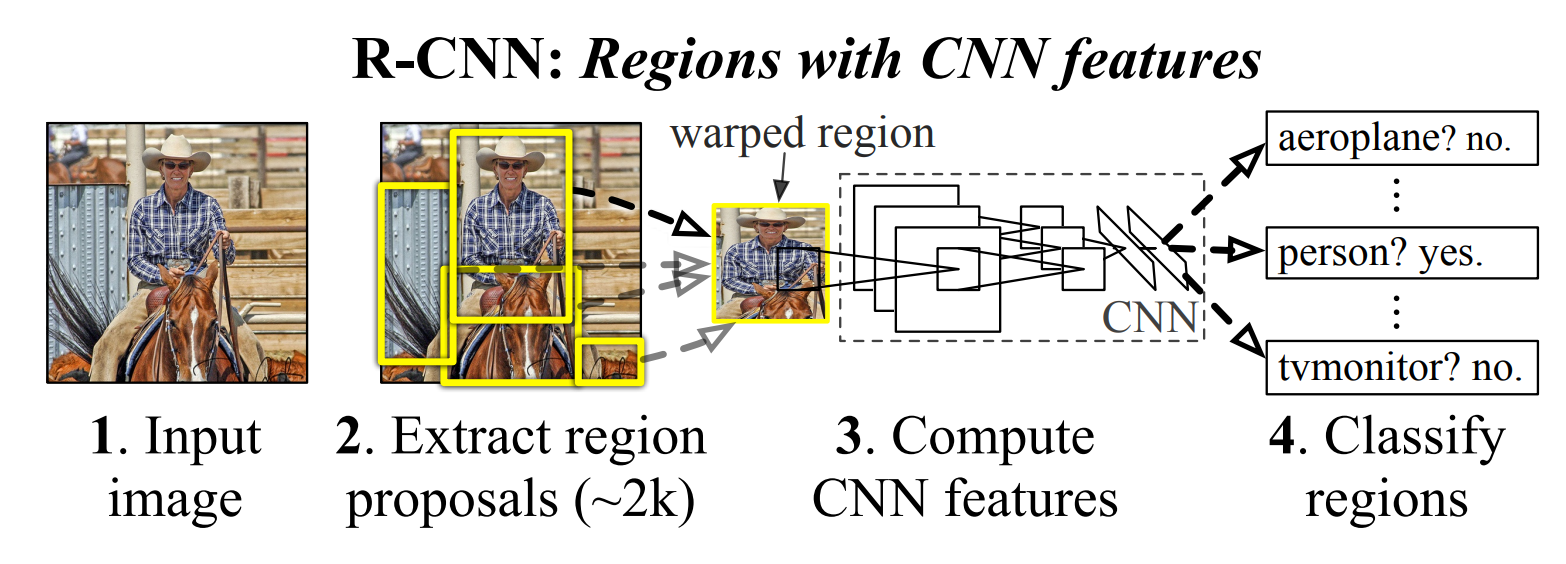 R-CNN: Regions with CNN features
warped region
aeroplane? no.
⋮
person? yes.
⋮
tvmonitor? no.
CNN
1. Input
image
2. Extract region
proposals (~2k)
3. Compute
CNN features
4. Classify
regions